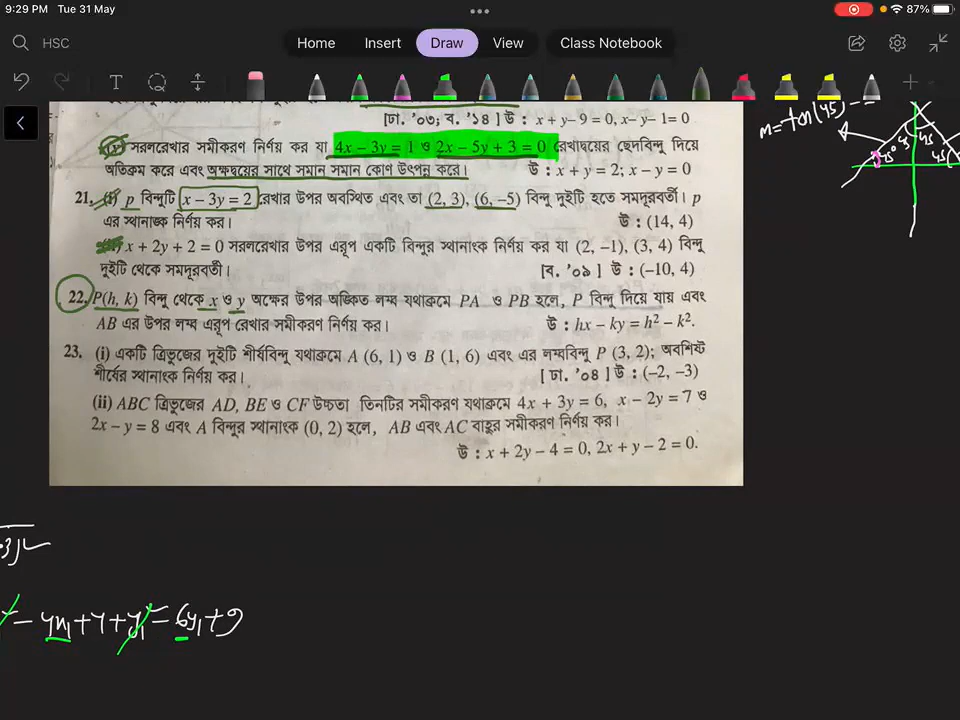 9:29 PM Tue 31 May
87%
HSC
Home Insert Draw View Class Notebook
[ঢা. '০৩; ব. '১৪] উ : x + y – 9 = 0, x – y – 1 = 0
সরলরেখার সমীকরণ নির্ণয় কর যা 4x – 3y = 1 ও 2x – 5y + 3 = 0 রেখাদ্বয়ের ছেদবিন্দু দিয়ে
অতিক্রম করে এবং অক্ষদ্বয়ের সাথে সমান সমান কোণ উৎপন্ন করে। উ : x + y = 2; x – y = 0
21. (i) p বিন্দুটি x – 3y = 2 রেখার উপর অবস্থিত এবং তা (2, 3), (6, –5) বিন্দু দুইটি হতে সমদূরবর্তী। p
এর স্থানাঙ্ক নির্ণয় কর। উ : (14, 4)
x + 2y + 2 = 0 সরলরেখার উপর এরূপ একটি বিন্দুর স্থানাংক নির্ণয় কর যা (2, –1), (3, 4) বিন্দু
দুইটি থেকে সমদূরবর্তী। [ব. '০৯] উ : (–10, 4)
22. P(h, k) বিন্দু থেকে x ও y অক্ষের উপর অঙ্কিত লম্ব যথাক্রমে PA ও PB হলে, P বিন্দু দিয়ে যায় এবং
AB এর উপর লম্ব এরূপ রেখার সমীকরণ নির্ণয় কর। উ : hx – ky = h² – k².
23. (i) একটি ত্রিভুজের দুইটি শীর্ষবিন্দু যথাক্রমে A (6, 1) ও B (1, 6) এবং এর লম্ববিন্দু P (3, 2); অবশিষ্ট
শীর্ষের স্থানাংক নির্ণয় কর। [ ঢা. '০৪] উ : (–2, –3)
(ii) ABC ত্রিভুজের AD, BE ও CF উচ্চতা তিনটির সমীকরণ যথাক্রমে 4x + 3y = 6, x – 2y = 7 ও
2x – y = 8 এবং A বিন্দুর স্থানাংক (0, 2) হলে, AB এবং AC বাহুর সমীকরণ নির্ণয় কর।
উ : x + 2y – 4 = 0, 2x + y – 2 = 0.
m = tan(45)
45° 45 45 45
– 4x₁ + 4 + y₁² – 6y₁ + 9